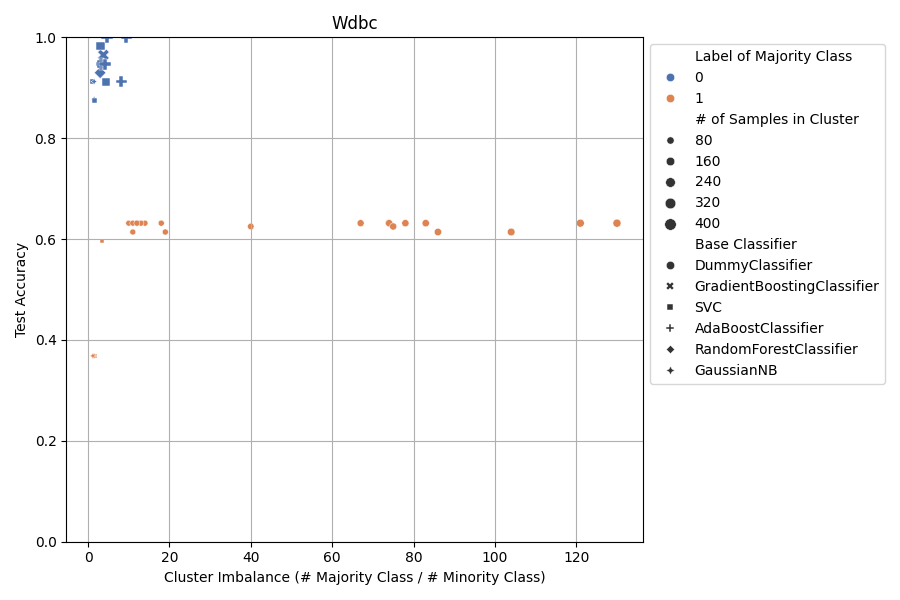 Wdbc
1.0
0.8
0.6
0.4
0.2
0.0
Test Accuracy
0
20
40
60
80
100
120
Cluster Imbalance (# Majority Class / # Minority Class)
Label of Majority Class
0
1
# of Samples in Cluster
80
160
240
320
400
Base Classifier
DummyClassifier
GradientBoostingClassifier
SVC
AdaBoostClassifier
RandomForestClassifier
GaussianNB